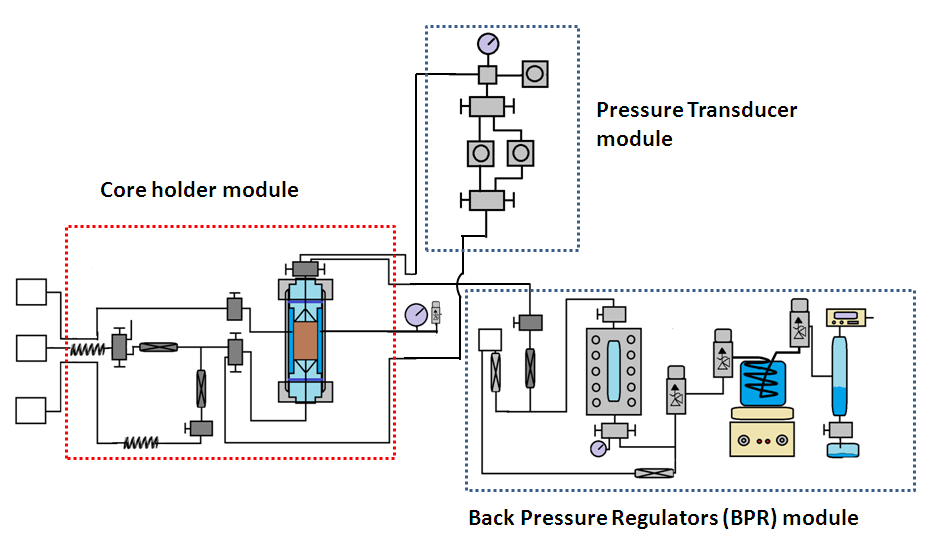 Pressure Transducer
module
Core holder module
Back Pressure Regulators (BPR) module